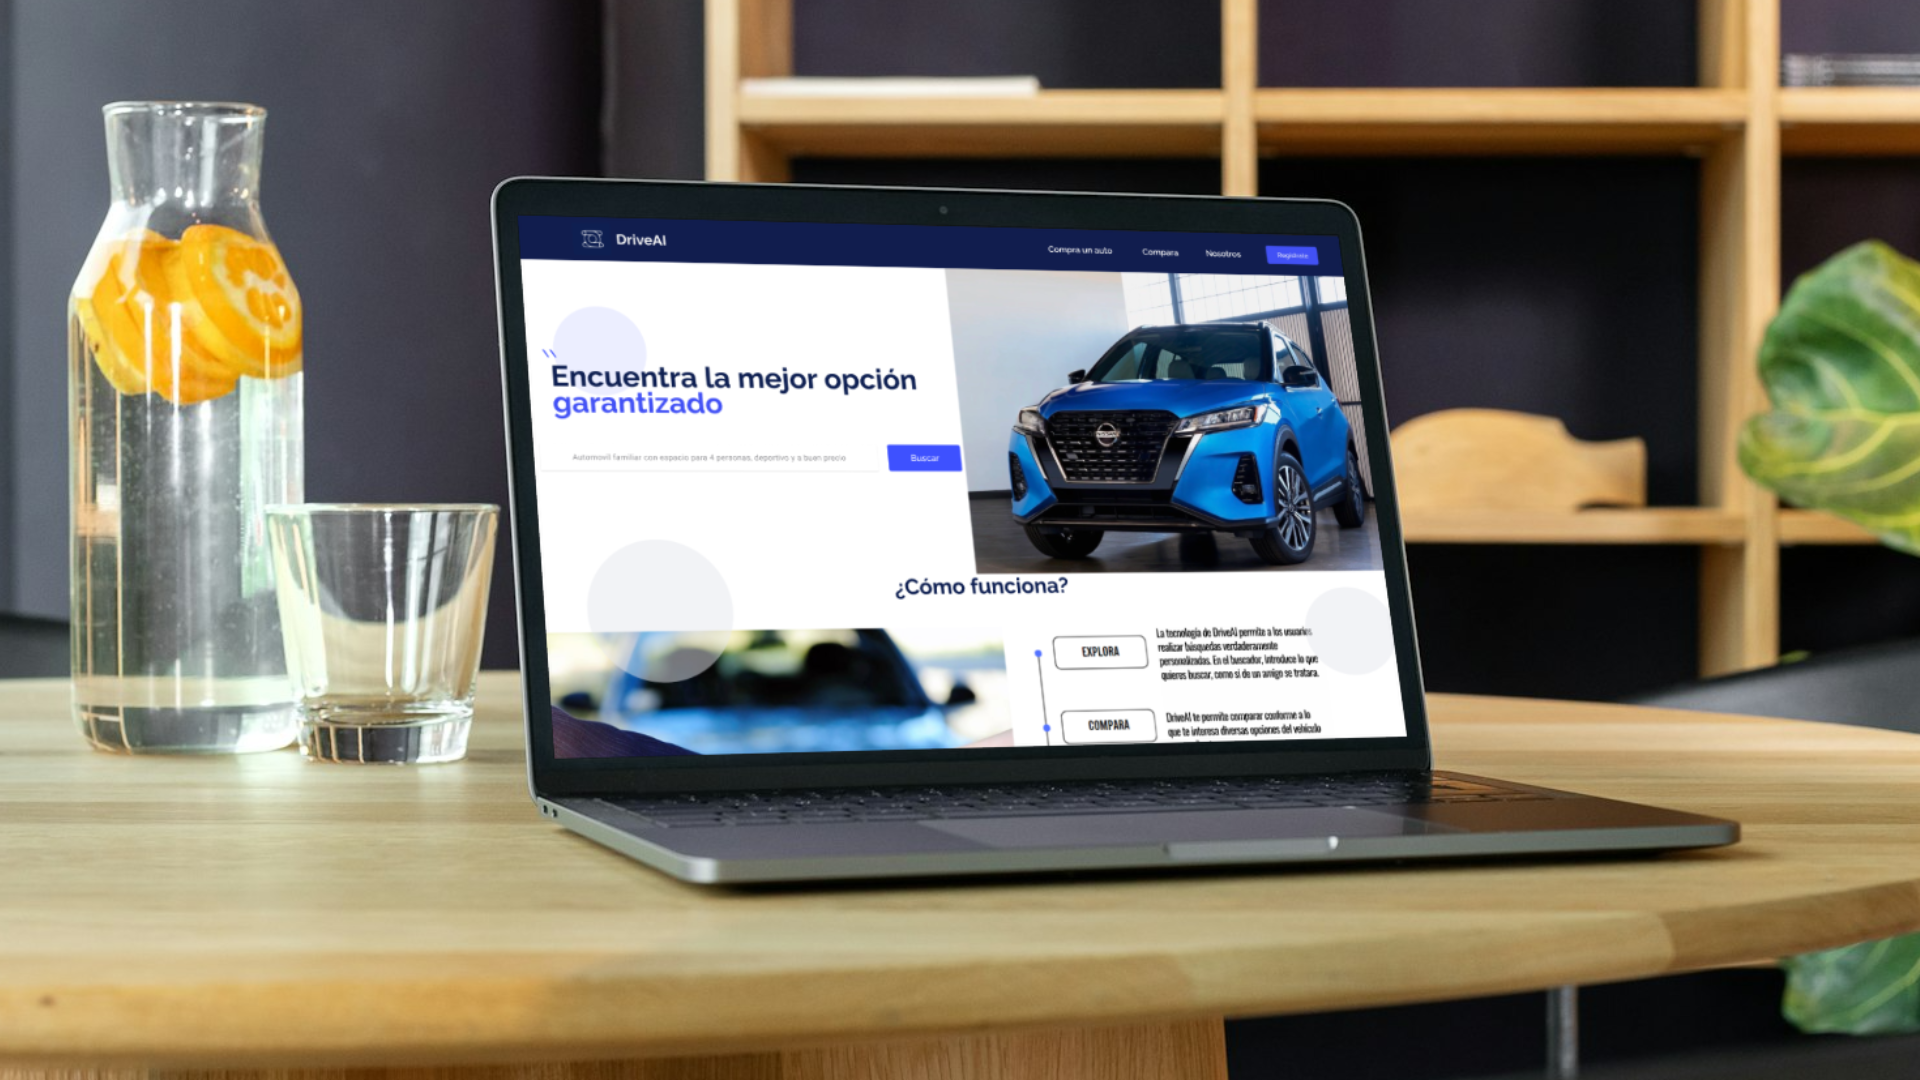 DriveAI
Compra un auto
Compara
Nosotros
Regístrate
Encuentra la mejor opción
garantizado
Automovil familiar con espacio para 4 personas, deportivo y a buen precio
Buscar
¿Cómo funciona?
EXPLORA
La tecnología de DriveAI permite a los usuarios
realizar búsquedas verdaderamente
personalizadas. En el buscador, introduce lo que
quieres buscar, como si de un amigo se tratara.
COMPARA
DriveAI te permite comparar conforme a lo
que te interesa diversas opciones del vehículo